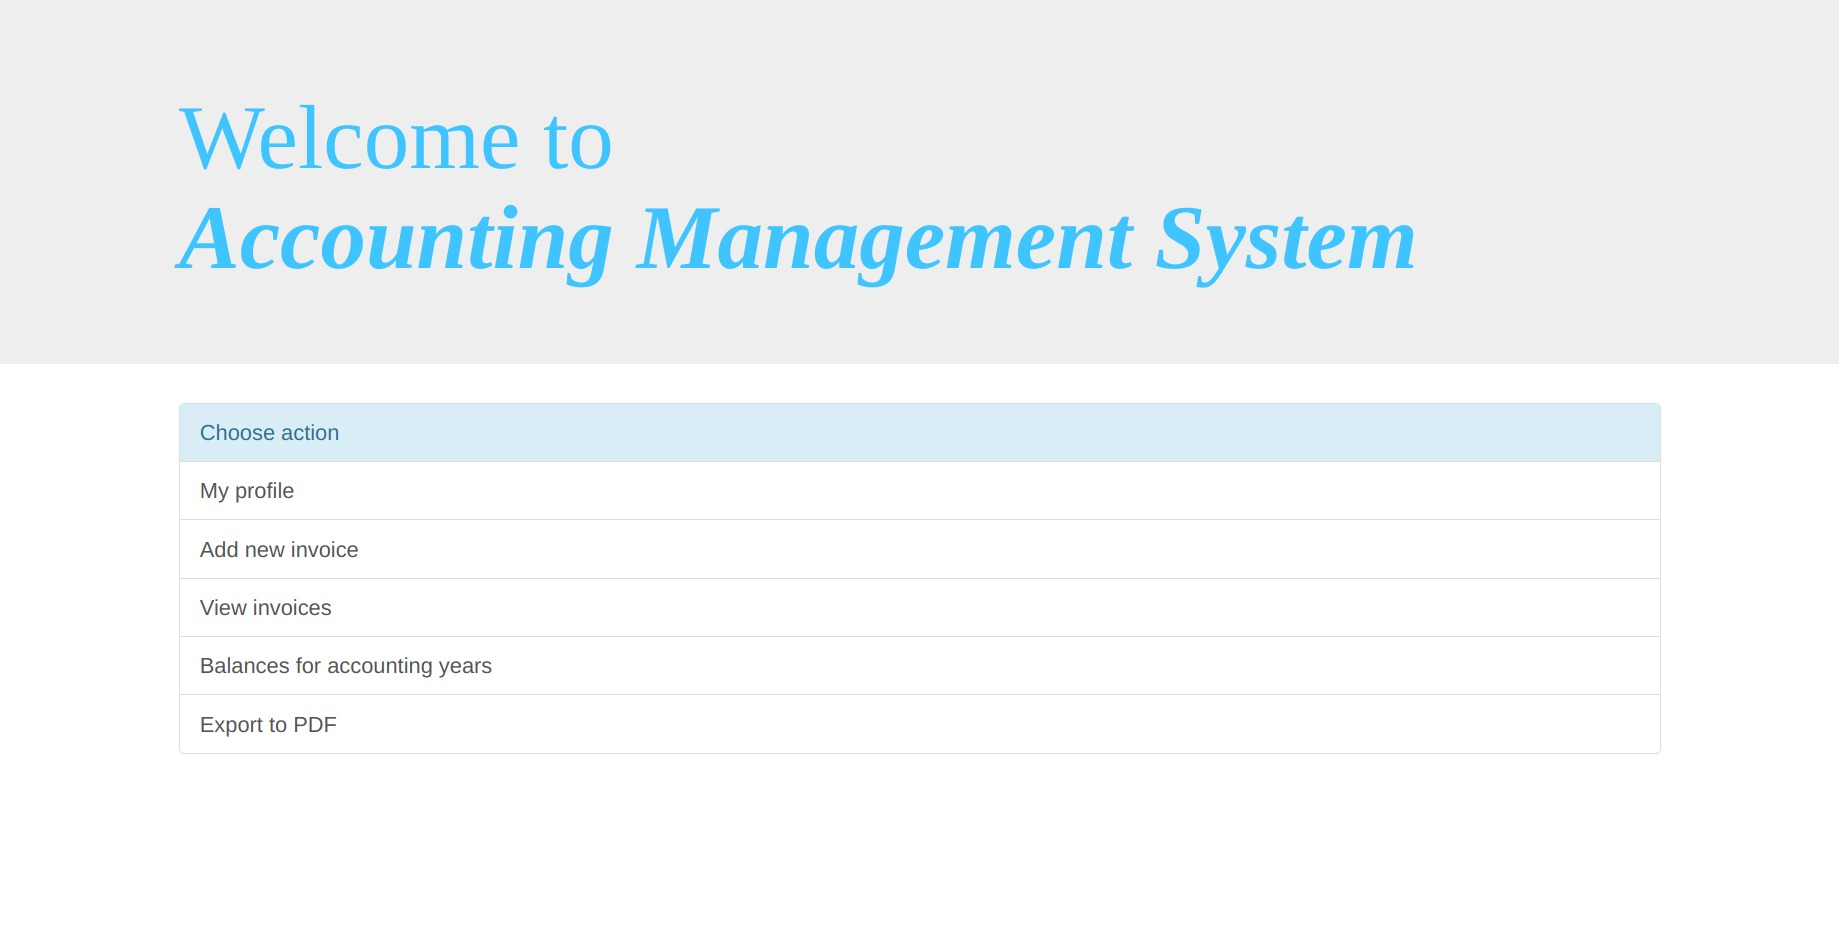 Welcome to
Accounting Management System
Choose action
My profile
Add new invoice
View invoices
Balances for accounting years
Export to PDF